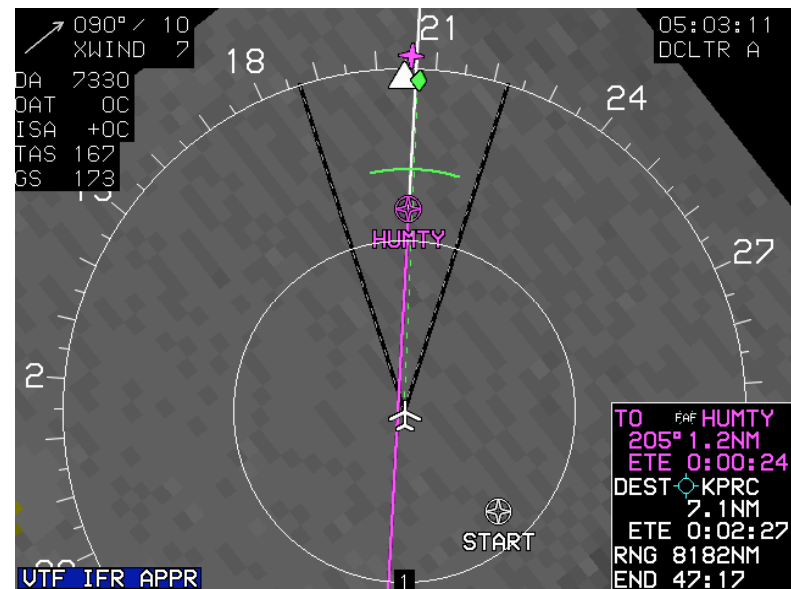 090°/ 10
XWIND 7
DA 7330
OAT 0C
ISA +0C
TAS 167
GS 173
21
18
24
15
27
12
05:03:11
DCLTR A
HUMTY
START
TO FAF HUMTY
205° 1.2NM
ETE 0:00:24
DEST KPRC
7.1NM
ETE 0:02:27
RNG 8182NM
END 47:17
VTF IFR APPR
1